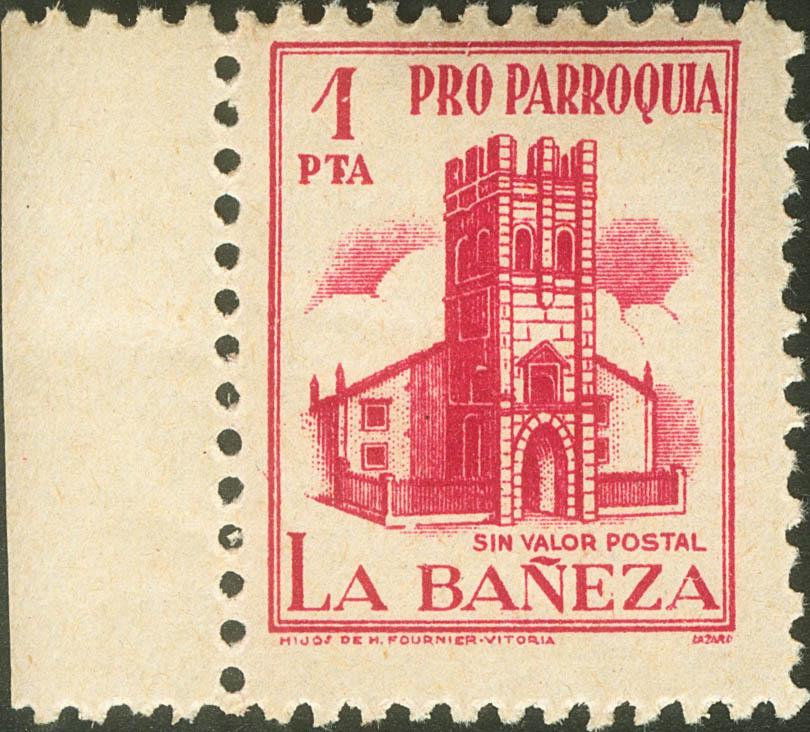 1 PRO PARROQUIA
PTA
SIN VALOR POSTAL
LA BAÑEZA
HIJOS DE H. FOURNIER-VITORIA LAZARO